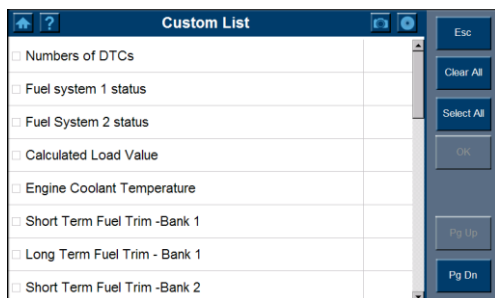 ?
Custom List
Esc
Numbers of DTCs
Clear All
Fuel system 1 status
Select All
Fuel System 2 status
OK
Calculated Load Value
Engine Coolant Temperature
Short Term Fuel Trim -Bank 1
Pg Up
Long Term Fuel Trim - Bank 1
Pg Dn
Short Term Fuel Trim -Bank 2